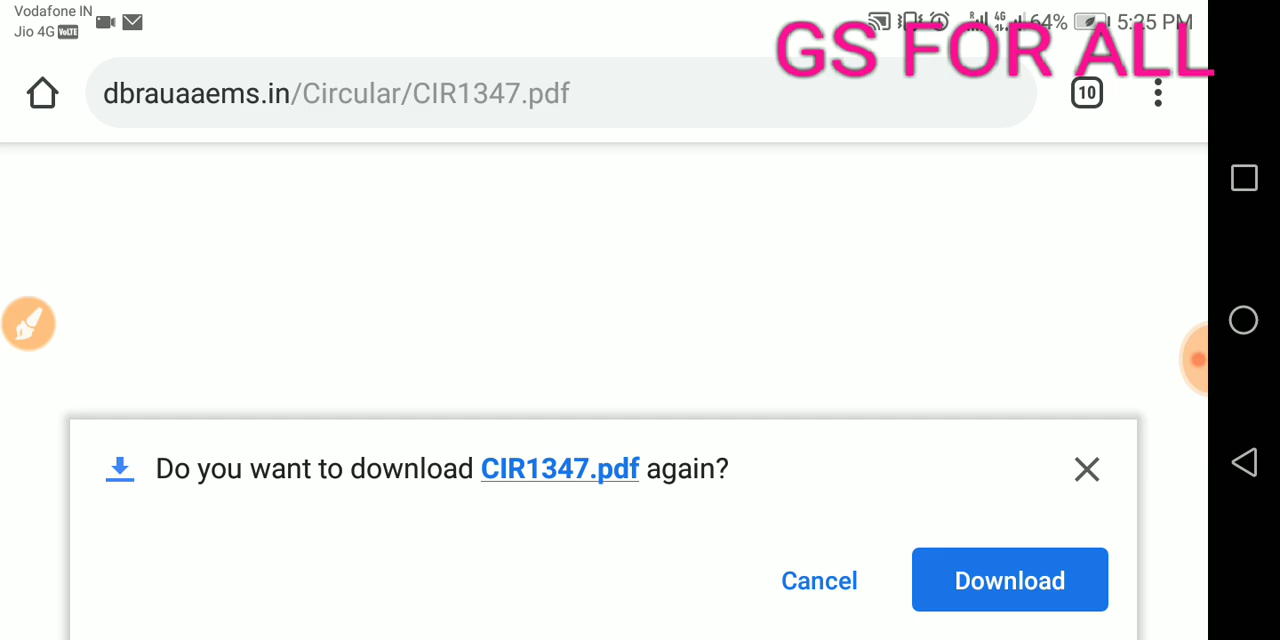 Vodafone IN
Jio 4G VoLTE
64% 5:25 PM
GS FOR ALL
dbrauaaems.in/Circular/CIR1347.pdf
10
Do you want to download CIR1347.pdf again?
Cancel
Download